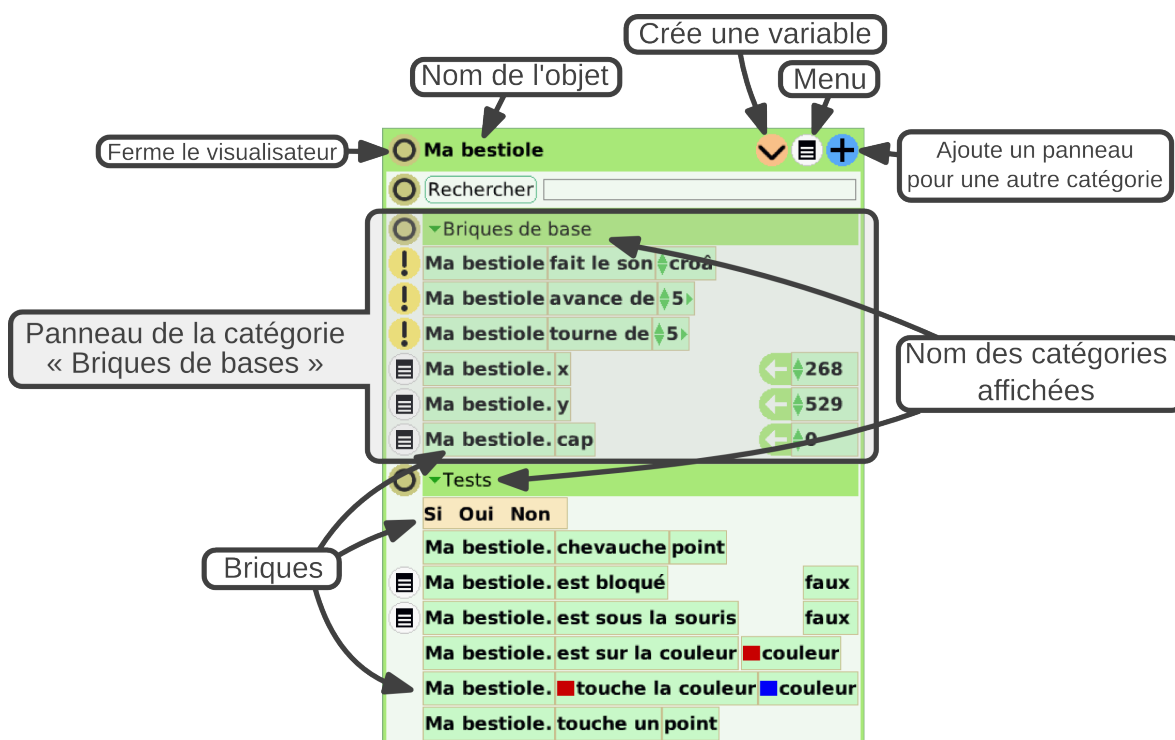 Crée une variable
Nom de l'objet
Menu
Ferme le visualisateur
Ma bestiole
Ajoute un panneau
pour une autre catégorie
Rechercher
Briques de base
Ma bestiole fait le son croâ
Ma bestiole avance de 5
Ma bestiole tourne de 5
Panneau de la catégorie
« Briques de bases »
Ma bestiole. x 268
Ma bestiole. y 529
Ma bestiole. cap 0
Nom des catégories
affichées
Tests
Si Oui Non
Ma bestiole. chevauche point
Briques
Ma bestiole. est bloqué faux
Ma bestiole. est sous la souris faux
Ma bestiole. est sur la couleur couleur
Ma bestiole. touche la couleur couleur
Ma bestiole. touche un point